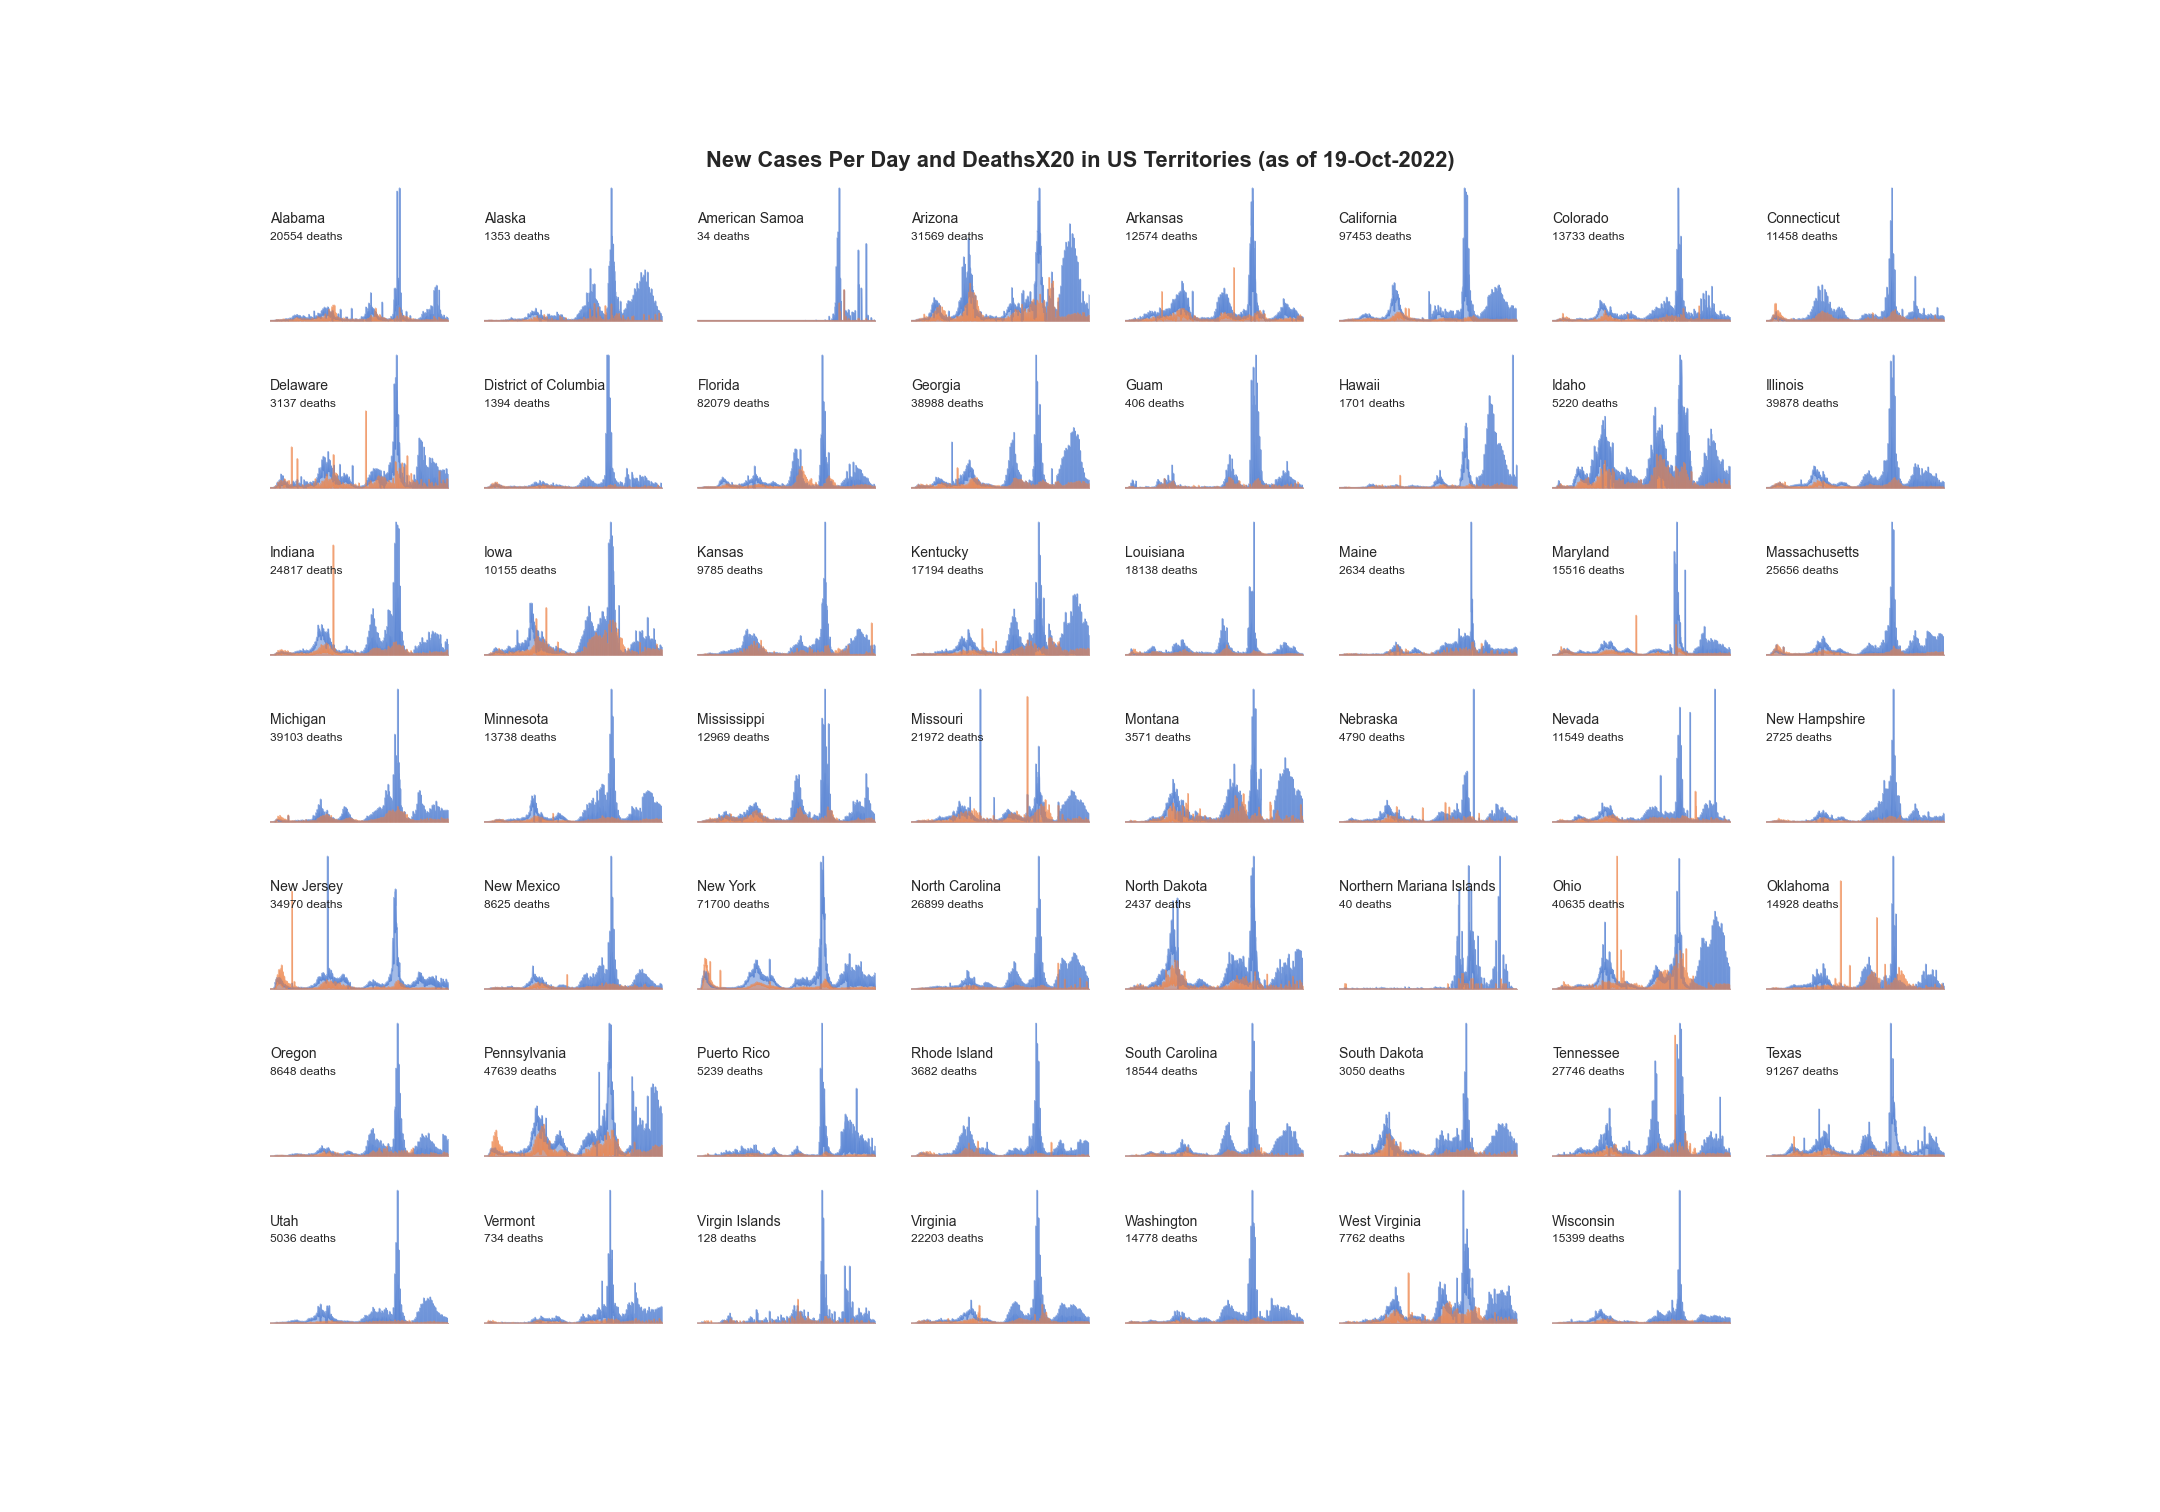 New Cases Per Day and DeathsX20 in US Territories (as of 19-Oct-2022)
Alabama
20554 deaths
Alaska
1353 deaths
American Samoa
34 deaths
Arizona
31569 deaths
Arkansas
12574 deaths
California
97453 deaths
Colorado
13733 deaths
Connecticut
11458 deaths
Delaware
3137 deaths
District of Columbia
1394 deaths
Florida
82079 deaths
Georgia
38988 deaths
Guam
406 deaths
Hawaii
1701 deaths
Idaho
5220 deaths
Illinois
39878 deaths
Indiana
24817 deaths
Iowa
10155 deaths
Kansas
9785 deaths
Kentucky
17194 deaths
Louisiana
18138 deaths
Maine
2634 deaths
Maryland
15516 deaths
Massachusetts
25656 deaths
Michigan
39103 deaths
Minnesota
13738 deaths
Mississippi
12969 deaths
Missouri
21972 deaths
Montana
3571 deaths
Nebraska
4790 deaths
Nevada
11549 deaths
New Hampshire
2725 deaths
New Jersey
34970 deaths
New Mexico
8625 deaths
New York
71700 deaths
North Carolina
26899 deaths
North Dakota
2437 deaths
Northern Mariana Islands
40 deaths
Ohio
40635 deaths
Oklahoma
14928 deaths
Oregon
8648 deaths
Pennsylvania
47639 deaths
Puerto Rico
5239 deaths
Rhode Island
3682 deaths
South Carolina
18544 deaths
South Dakota
3050 deaths
Tennessee
27746 deaths
Texas
91267 deaths
Utah
5036 deaths
Vermont
734 deaths
Virgin Islands
128 deaths
Virginia
22203 deaths
Washington
14778 deaths
West Virginia
7762 deaths
Wisconsin
15399 deaths